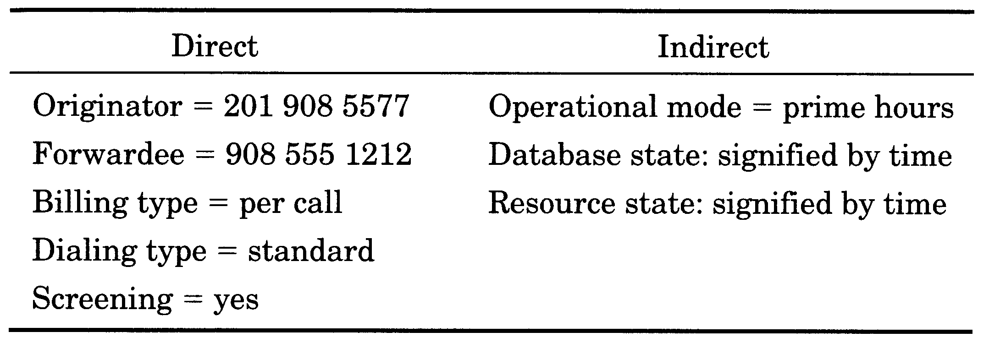 Direct Indirect
Originator = 201 908 5577 Operational mode = prime hours
Forwardee = 908 555 1212 Database state: signified by time
Billing type = per call Resource state: signified by time
Dialing type = standard
Screening = yes